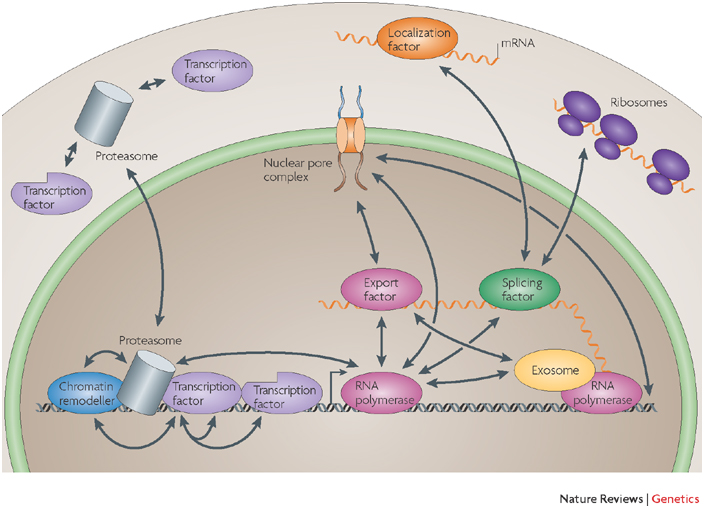 Localization
factor
mRNA
Transcription
factor
Ribosomes
Proteasome
Nuclear pore
complex
Transcription
factor
Export
factor
Splicing
factor
Proteasome
Exosome
Chromatin
remodeller
Transcription
factor
Transcription
factor
RNA
polymerase
RNA
polymerase
Nature Reviews | Genetics